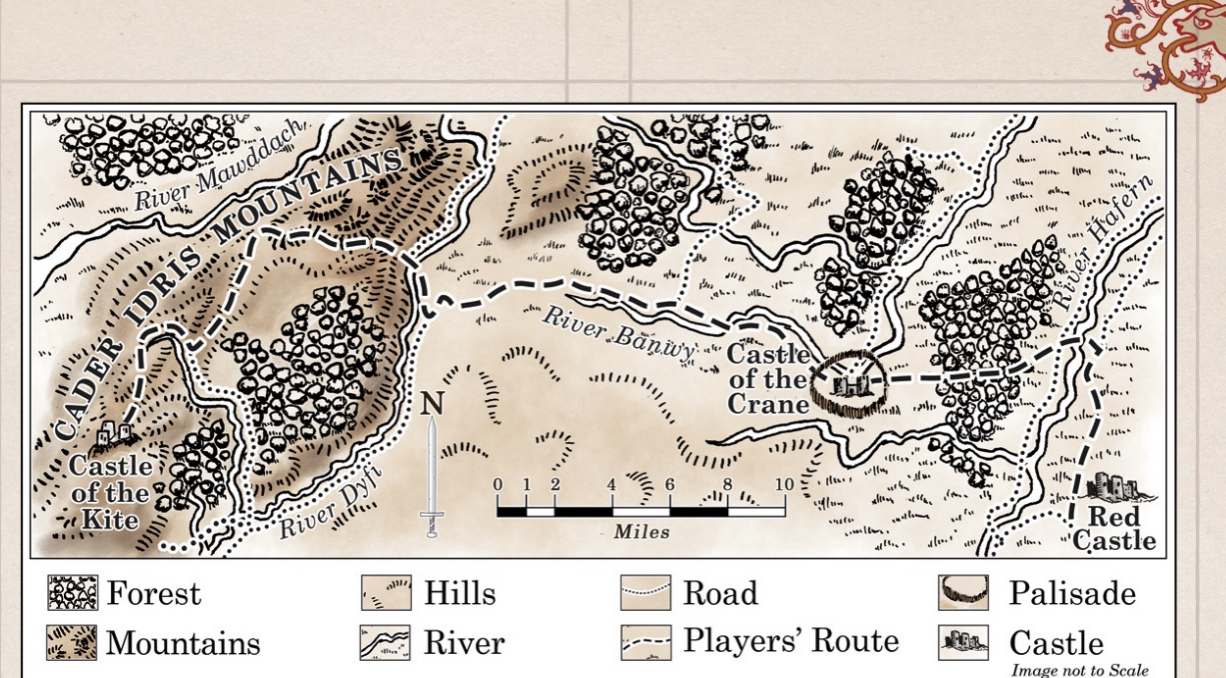 River Mawddach
CADER IDRIS MOUNTAINS
River Hafern
River Banwy
Castle
of the
Crane
N
Castle
of the
Kite
River Dyfi
0 1 2 4 6 8 10
Miles
Red
Castle
Forest
Hills
Road
Palisade
Mountains
River
Players' Route
Castle
Image not to Scale